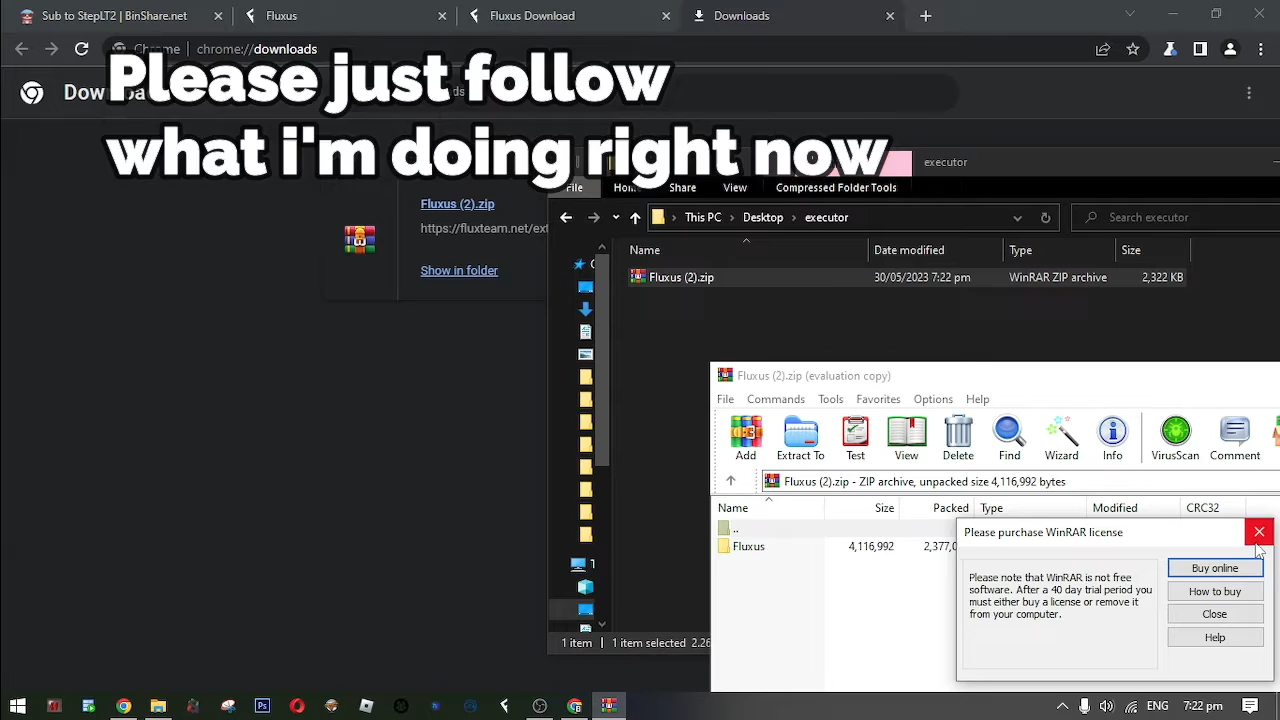 Sub to StepLT2 | BinShare.net
Fluxus
Fluxus Download
Downloads
Chrome
chrome://downloads
Please just follow
what i'm doing right now
executor
File
Share
View
Compressed Folder Tools
Fluxus (2).zip
https://fluxteam.net/ext
Show in folder
This PC
Desktop
executor
Search executor
Name
Date modified
Type
Size
Fluxus (2).zip
30/05/2023 7:22 pm
WinRAR ZIP archive
2,322 KB
Fluxus (2).zip (evaluation copy)
File
Commands
Tools
Favorites
Options
Help
Add
Extract To
Test
View
Delete
Find
Wizard
Info
VirusScan
Comment
Fluxus (2).zip - ZIP archive, unpacked size 4,116,992 bytes
Name
Size
Packed
Type
Modified
CRC32
..
Fluxus
4,116,992
2,377,0
Please purchase WinRAR license
Please note that WinRAR is not free
software. After a 40 day trial period you
must either buy a license or remove it
from your computer.
Buy online
How to buy
Close
Help
1 item
1 item selected 2.26
ENG
7:22 pm